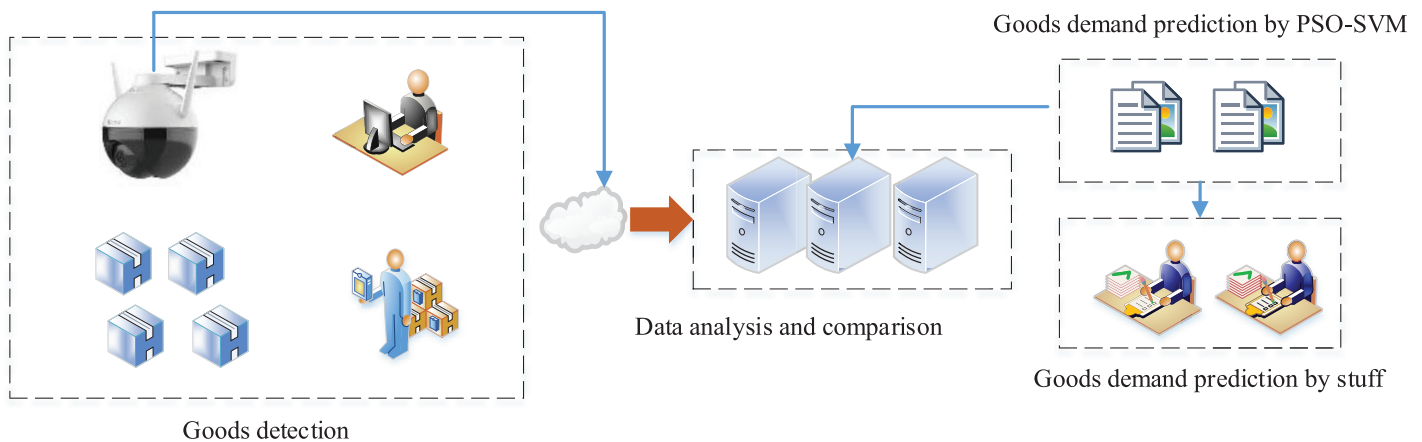 Goods demand prediction by PSO-SVM
Data analysis and comparison
Goods demand prediction by stuff
Goods detection